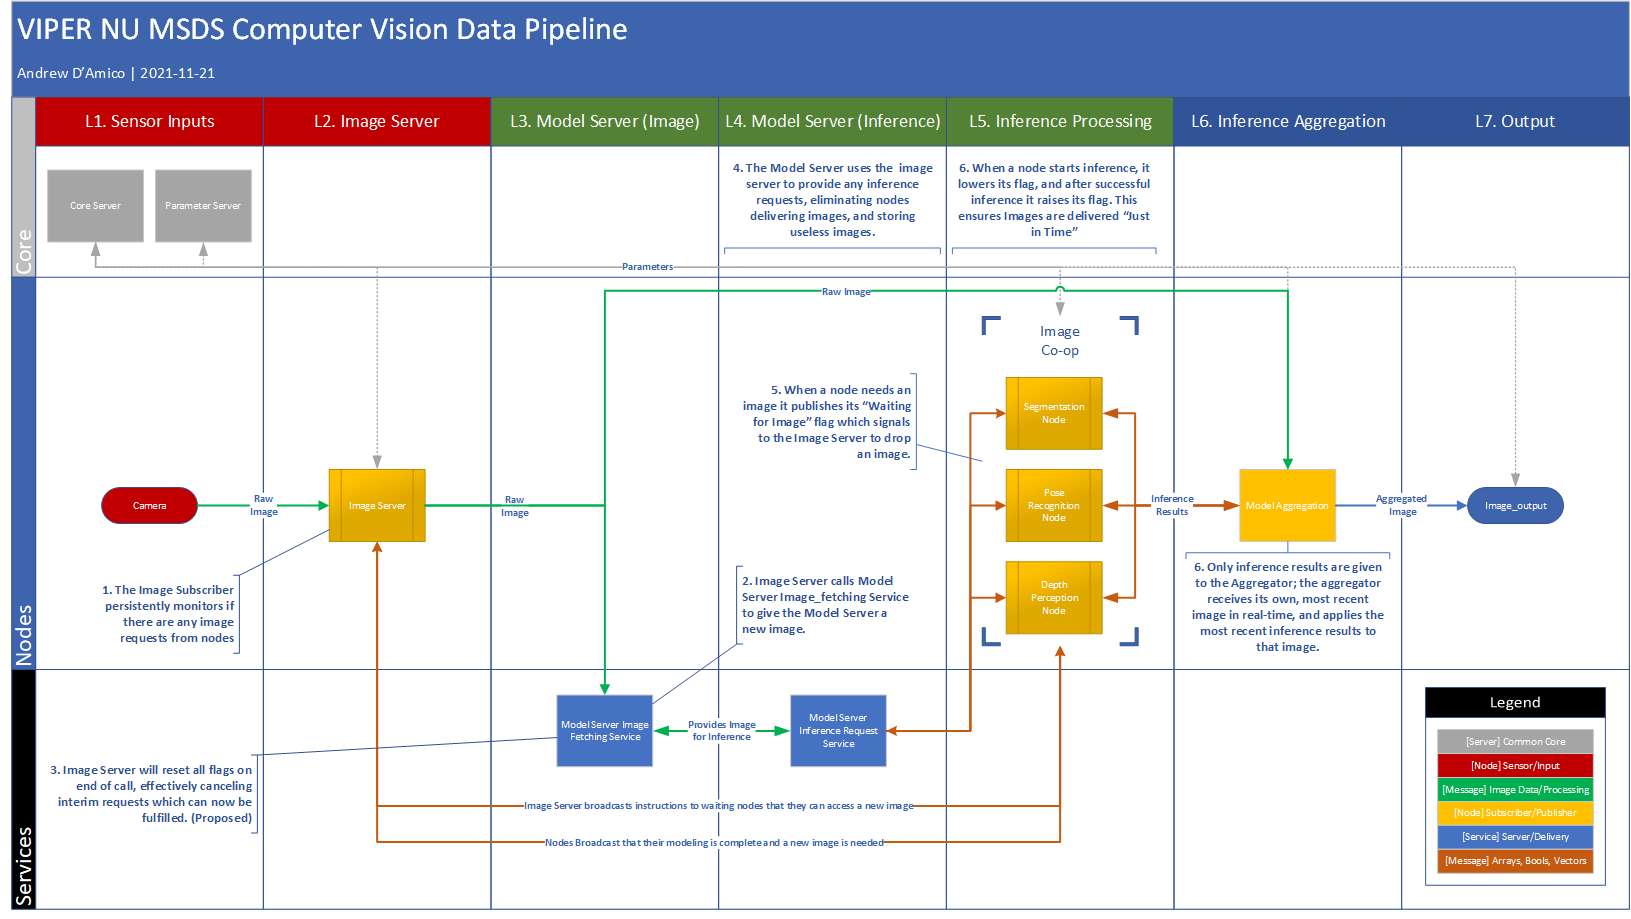 VIPER NU MSDS Computer Vision Data Pipeline
Andrew D'Amico | 2021-11-21
L1. Sensor Inputs
L2. Image Server
L3. Model Server (Image)
L4. Model Server (Inference)
L5. Inference Processing
L6. Inference Aggregation
L7. Output
Core
Core Server
Parameter Server
4. The Model Server uses the image
server to provide any inference
requests, eliminating nodes
delivering images, and storing
useless images.
6. When a node starts inference, it
lowers its flag, and after successful
inference it raises its flag. This
ensures Images are delivered “Just
in Time”
Parameters
Nodes
Raw Image
Image
Co-op
5. When a node needs an
image it publishes its “Waiting
for Image” flag which signals
to the Image Server to drop
an image.
Segmentation
Node
Pose
Recognition
Node
Depth
Perception
Node
Camera
Raw
Image
Image Server
Raw
Image
Inference
Results
Model Aggregation
Aggregated
Image
Image_output
1. The Image Subscriber
persistently monitors if
there are any image
requests from nodes
2. Image Server calls Model
Server Image_fetching Service
to give the Model Server a
new image.
6. Only inference results are given
to the Aggregator; the aggregator
receives its own, most recent
image in real-time, and applies the
most recent inference results to
that image.
Services
Model Server Image
Fetching Service
Provides Image
for Inference
Model Server
Inference Request
Service
3. Image Server will reset all flags on
end of call, effectively canceling
interim requests which can now be
fulfilled. (Proposed)
Image Server broadcasts instructions to waiting nodes that they can access a new image
Nodes Broadcast that their modeling is complete and a new image is needed
Legend
[Server] Common Core
[Node] Sensor/Input
[Message] Image Data/Processing
[Node] Subscriber/Publisher
[Service] Server/Delivery
[Message] Arrays, Bools, Vectors